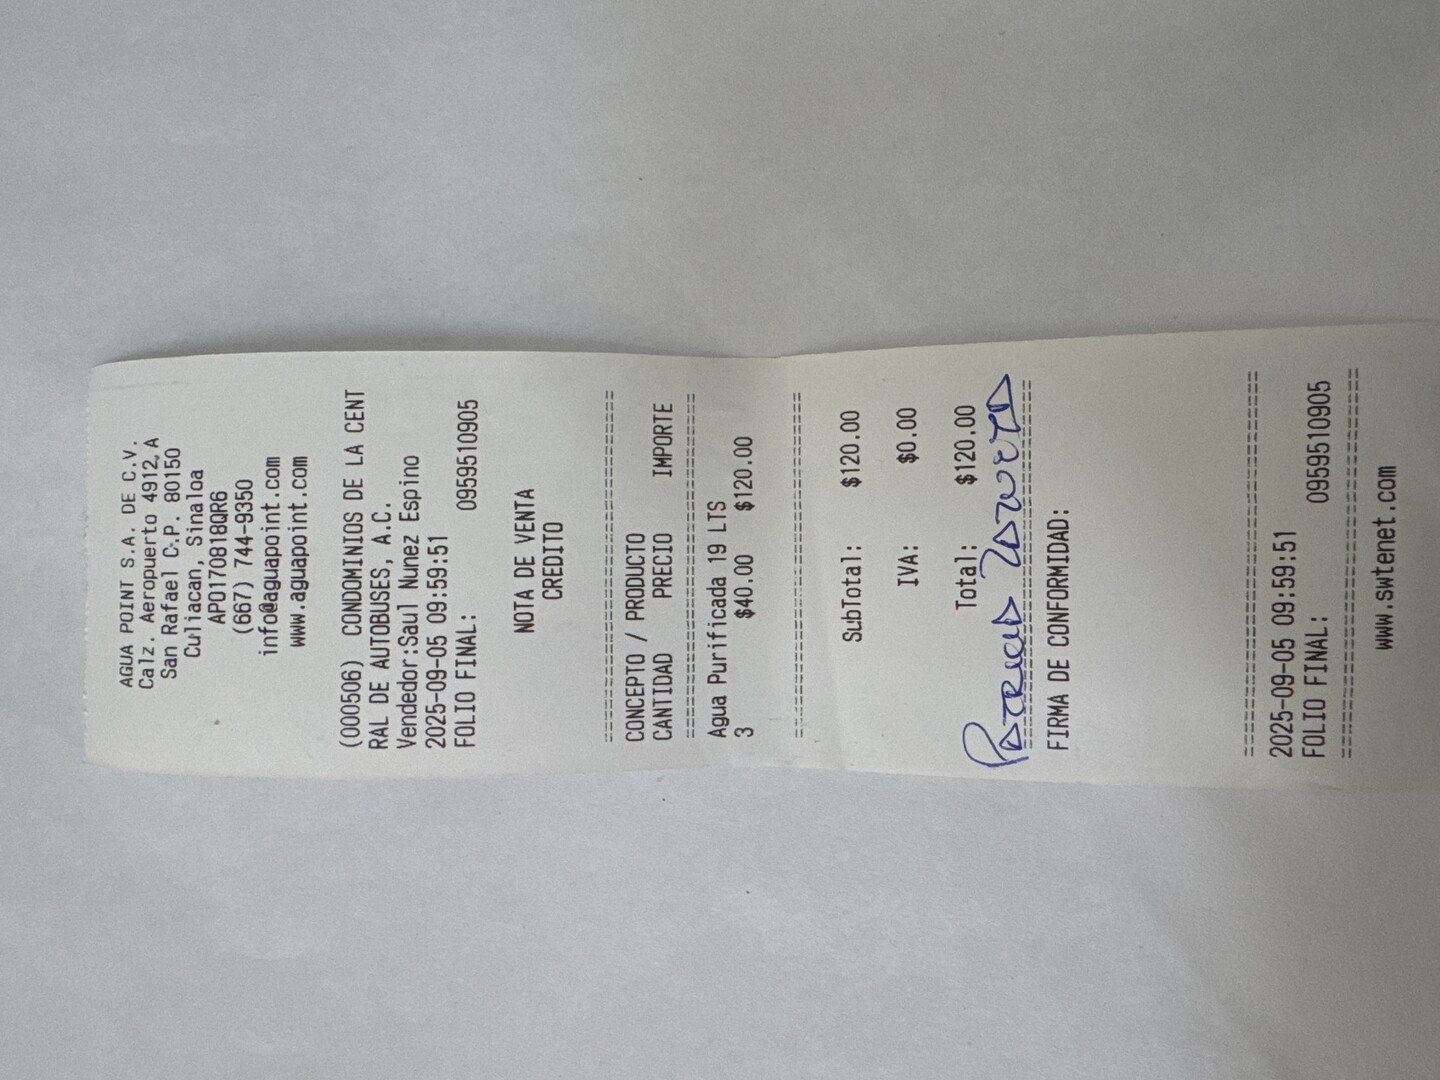 AGUA POINT S.A. DE C.V.
Calz. Aeropuerto 4912,A
San Rafael C.P. 80150
Culiacan, Sinaloa
APO170818QR6
(667) 744-9350
info@aguapoint.com
www.aguapoint.com
(000506) CONDOMINIOS DE LA CENT
RAL DE AUTOBUSES, A.C.
Vendedor:Saul Nunez Espino
2025-09-05 09:59:51
FOLIO FINAL: 0959510905
NOTA DE VENTA
CREDITO
===============================
CONCEPTO / PRODUCTO
CANTIDAD PRECIO IMPORTE
===============================
Agua Purificada 19 LTS
3 $40.00 $120.00
===============================
SubTotal: $120.00
IVA: $0.00
Total: $120.00
===============================
FIRMA DE CONFORMIDAD:
===============================
2025-09-05 09:59:51
FOLIO FINAL: 0959510905
===============================
www.swtenet.com